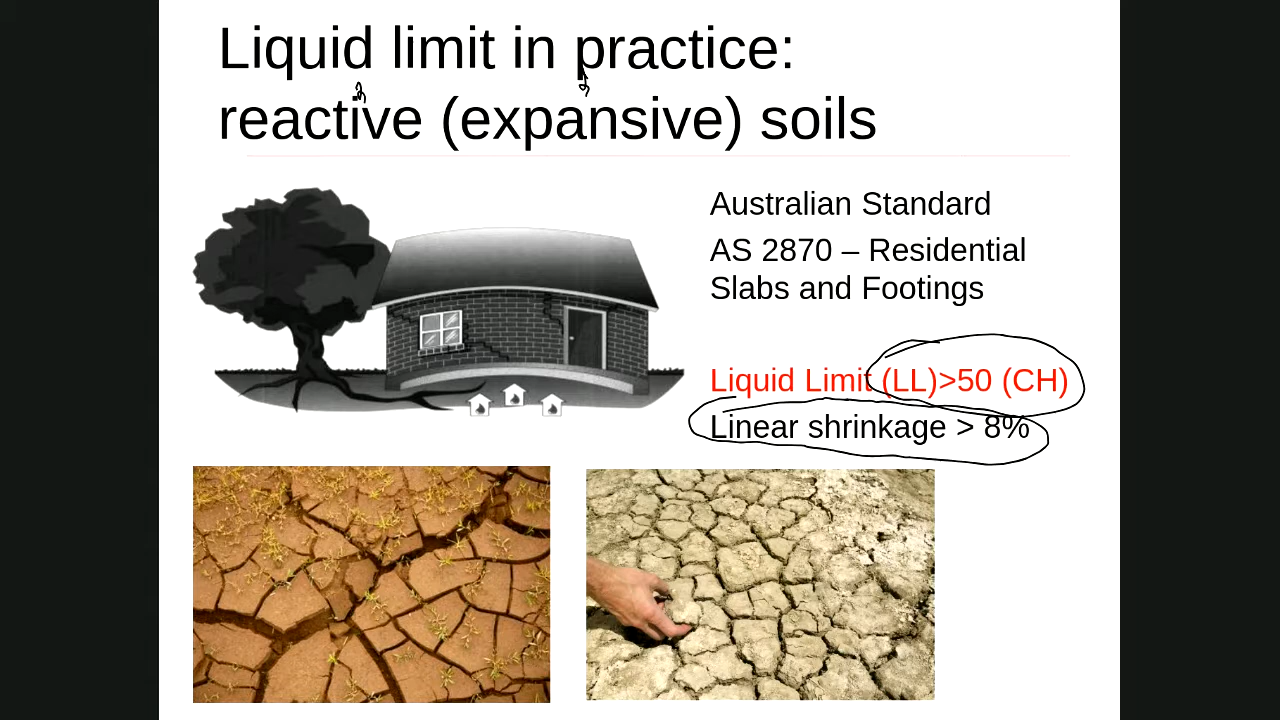 Liquid limit in practice:
reactive (expansive) soils
Australian Standard
AS 2870 – Residential
Slabs and Footings
Liquid Limit (LL)>50 (CH)
Linear shrinkage > 8%